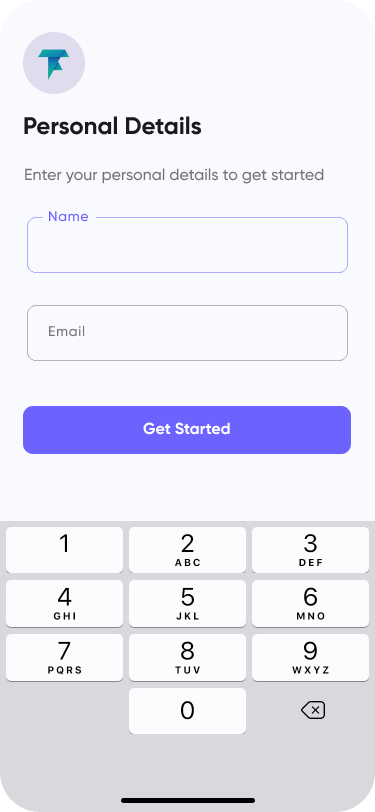 Personal Details
Enter your personal details to get started
Name
Email
Get Started
1 2 3
ABC DEF
4 5 6
GHI JKL MNO
7 8 9
PQRS TUV WXYZ
0